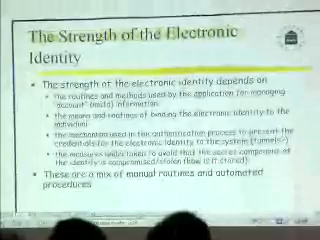 The Strength of the Electronic
Identity
• The strength of the electronic identity depends on
• the routines and methods used by the application for managing
"account" (meta) information.
• the means and routines of binding the electronic identity to the
individual
• the mechanism used in the authentication process to present the
credentials for the electronic identity to the system (tunnels?)
• the measures undertaken to avoid that the secret component of
the identity is compromised/stolen (how is it stored)
• These are a mix of manual routines and automated
procedures